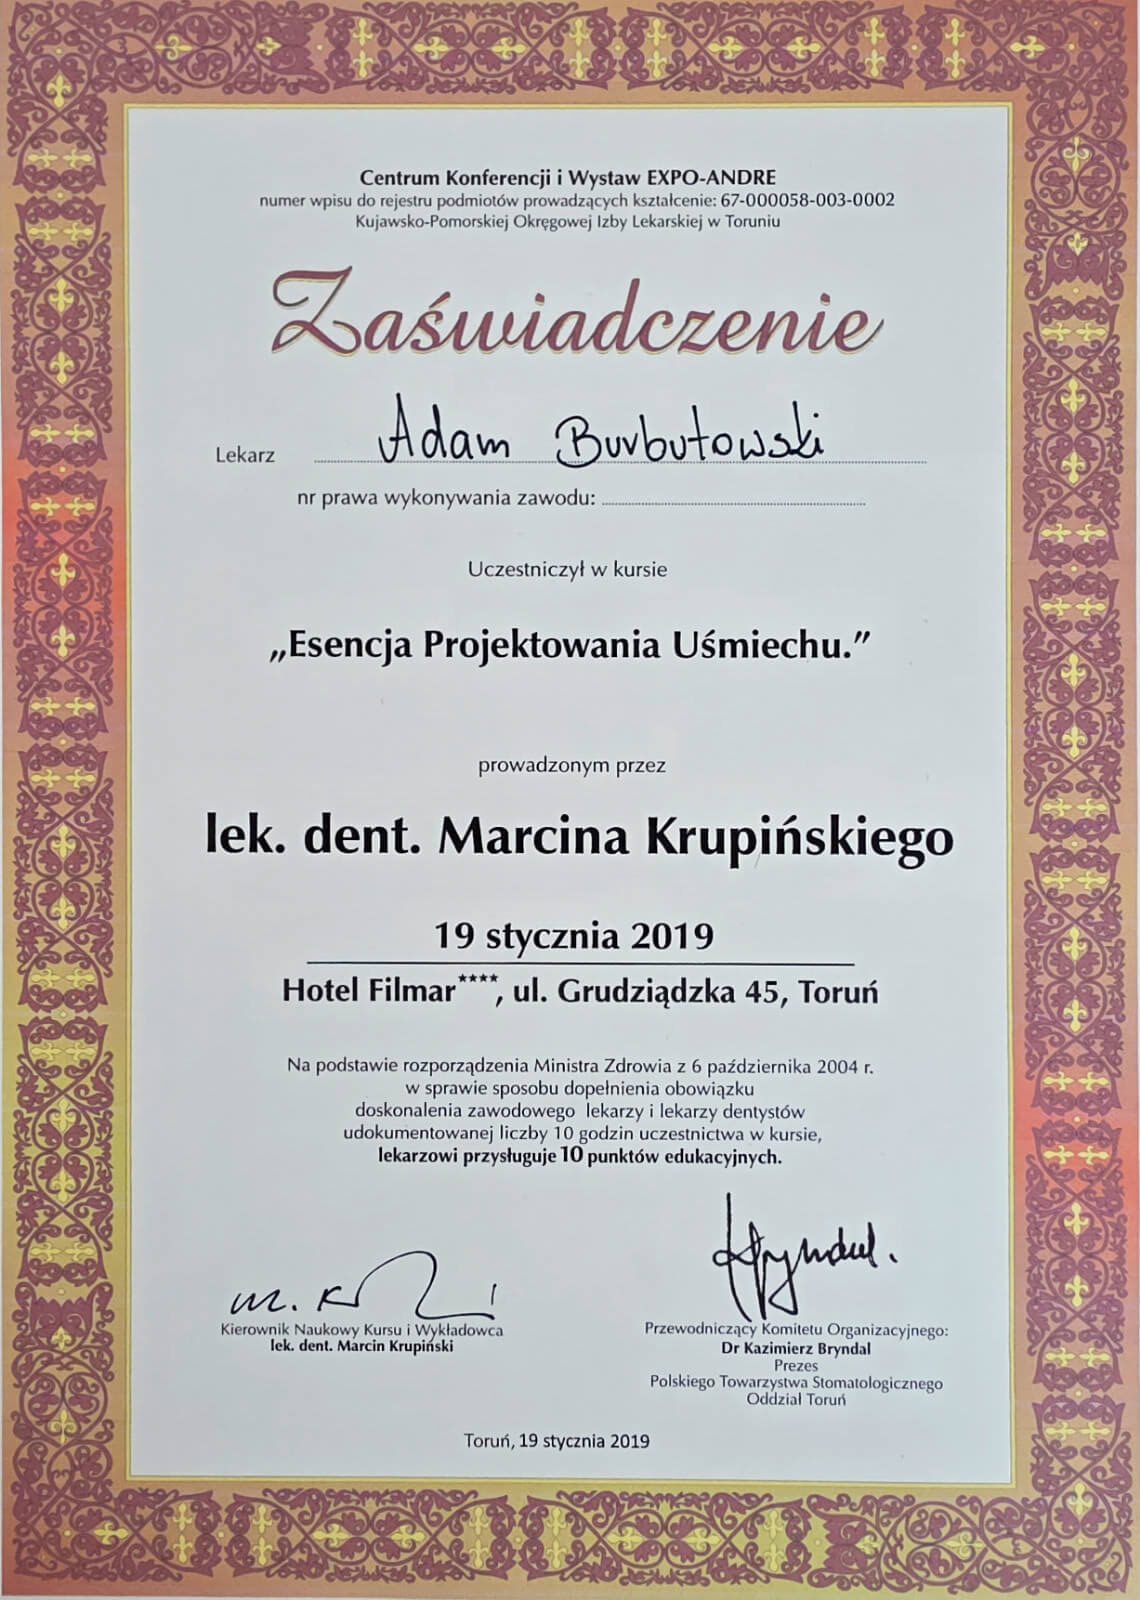 Centrum Konferencji i Wystaw EXPO-ANDRE
numer wpisu do rejestru podmiotów prowadzących kształcenie: 67-000058-003-0002
Kujawsko-Pomorskiej Okręgowej Izby Lekarskiej w Toruniu
Zaświadczenie
Lekarz Adam Burbutowski
nr prawa wykonywania zawodu:
Uczestniczył w kursie
„Esencja Projektowania Uśmiechu.”
prowadzonym przez
lek. dent. Marcina Krupińskiego
19 stycznia 2019
Hotel Filmar****, ul. Grudziądzka 45, Toruń
Na podstawie rozporządzenia Ministra Zdrowia z 6 października 2004 r.
w sprawie sposobu dopełnienia obowiązku
doskonalenia zawodowego lekarzy i lekarzy dentystów
udokumentowanej liczby 10 godzin uczestnictwa w kursie,
lekarzowi przysługuje 10 punktów edukacyjnych.
Kierownik Naukowy Kursu i Wykładowca
lek. dent. Marcin Krupiński
Przewodniczący Komitetu Organizacyjnego:
Dr Kazimierz Bryndal
Prezes
Polskiego Towarzystwa Stomatologicznego
Oddział Toruń
Toruń, 19 stycznia 2019